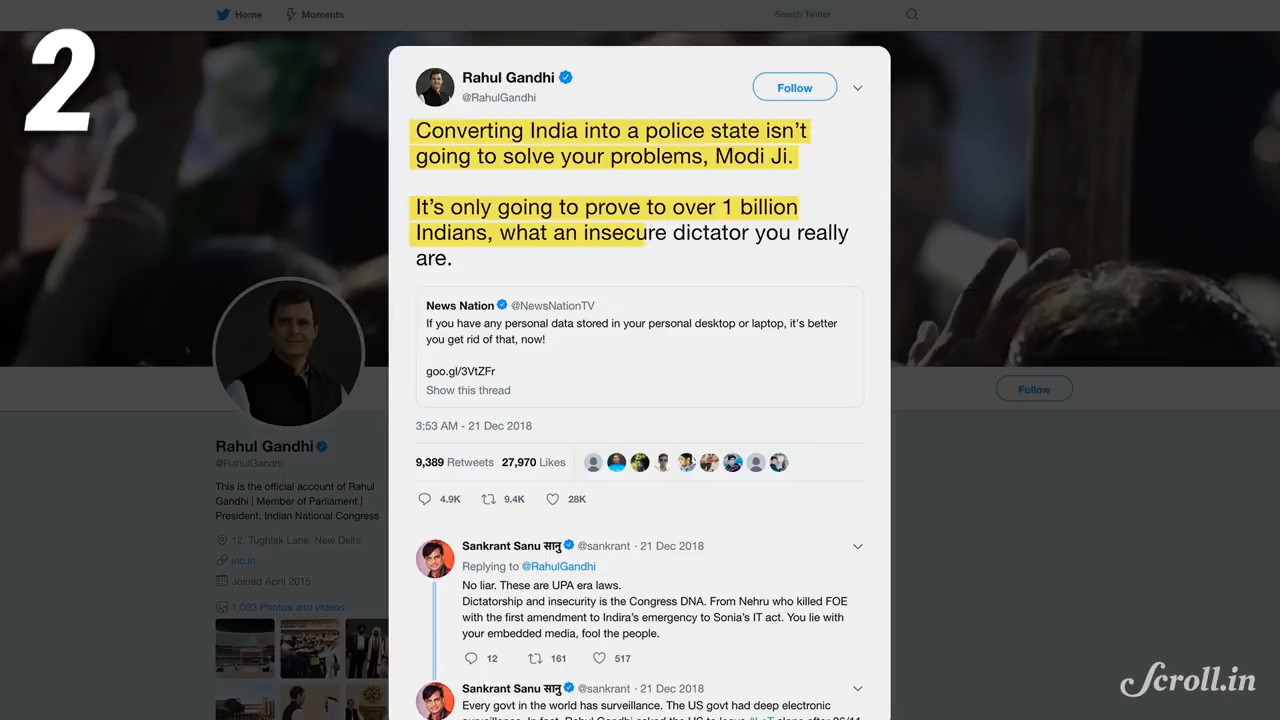 Home
Moments
Search Twitter
2
Rahul Gandhi
@RahulGandhi
Follow
Converting India into a police state isn’t
going to solve your problems, Modi Ji.
It’s only going to prove to over 1 billion
Indians, what an insecure dictator you really
are.
News Nation @NewsNationTV
If you have any personal data stored in your personal desktop or laptop, it's better
you get rid of that, now!
goo.gl/3VtZFr
Show this thread
3:53 AM - 21 Dec 2018
9,389 Retweets 27,970 Likes
4.9K 9.4K 28K
Sankrant Sanu सानु @sankrant · 21 Dec 2018
Replying to @RahulGandhi
No liar. These are UPA era laws.
Dictatorship and insecurity is the Congress DNA. From Nehru who killed FOE
with the first amendment to Indira’s emergency to Sonia’s IT act. You lie with
your embedded media, fool the people.
12 161 517
Sankrant Sanu सानु @sankrant · 21 Dec 2018
Every govt in the world has surveillance. The US govt had deep electronic
Follow
Rahul Gandhi
@RahulGandhi
This is the official account of Rahul
Gandhi | Member of Parliament |
President, Indian National Congress
12, Tughlak Lane, New Delhi
inc.in
Joined April 2015
1,093 Photos and videos
Scroll.in